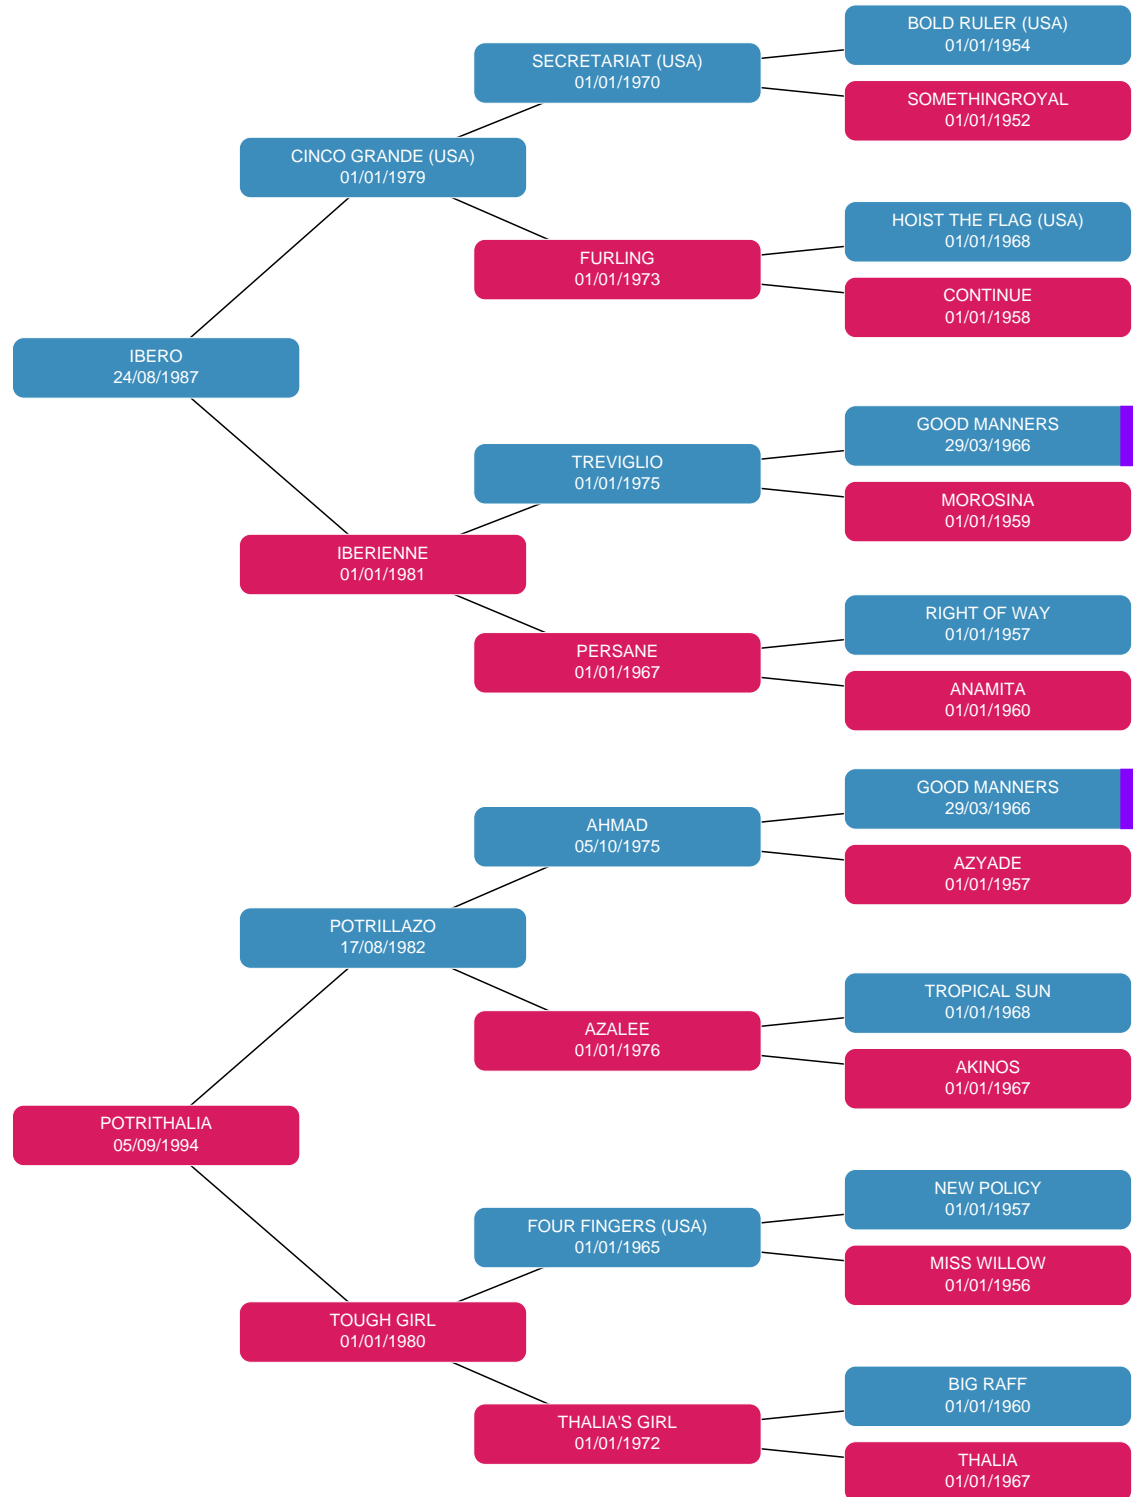 BOLD RULER (USA)
01/01/1954
SECRETARIAT (USA)
01/01/1970
SOMETHINGROYAL
01/01/1952
CINCO GRANDE (USA)
01/01/1979
HOIST THE FLAG (USA)
01/01/1968
FURLING
01/01/1973
CONTINUE
01/01/1958
IBERO
24/08/1987
GOOD MANNERS
29/03/1966
TREVIGLIO
01/01/1975
MOROSINA
01/01/1959
IBERIENNE
01/01/1981
RIGHT OF WAY
01/01/1957
PERSANE
01/01/1967
ANAMITA
01/01/1960
GOOD MANNERS
29/03/1966
AHMAD
05/10/1975
AZYADE
01/01/1957
POTRILLAZO
17/08/1982
TROPICAL SUN
01/01/1968
AZALEE
01/01/1976
AKINOS
01/01/1967
POTRITHALIA
05/09/1994
NEW POLICY
01/01/1957
FOUR FINGERS (USA)
01/01/1965
MISS WILLOW
01/01/1956
TOUGH GIRL
01/01/1980
BIG RAFF
01/01/1960
THALIA'S GIRL
01/01/1972
THALIA
01/01/1967